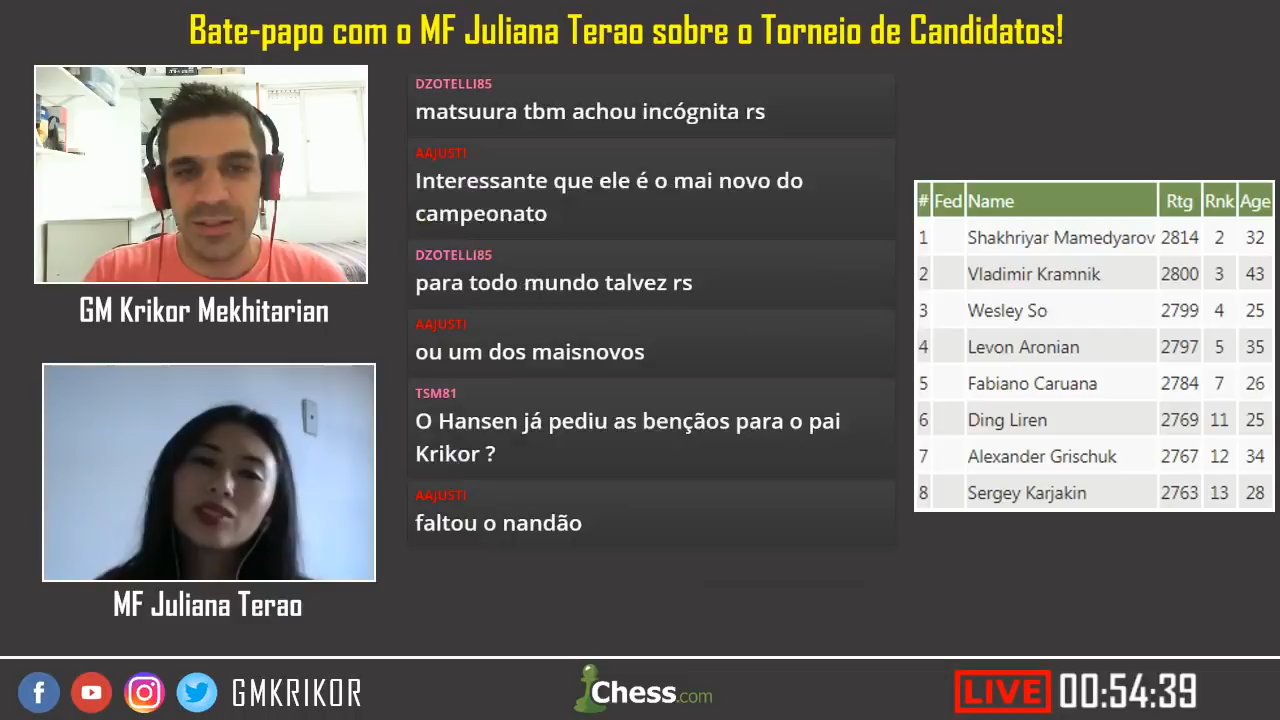 Bate-papo com o MF Juliana Terao sobre o Torneio de Candidatos!
GM Krikor Mekhitarian
MF Juliana Terao
DZOTELLI85
matsuura tbm achou incógnita rs
AAJUSTI
Interessante que ele é o mai novo do
campeonato
DZOTELLI85
para todo mundo talvez rs
AAJUSTI
ou um dos maisnovos
TSM81
O Hansen já pediu as bençãos para o pai
Krikor ?
AAJUSTI
faltou o nandão
# Fed Name Rtg Rnk Age
1 Shakhriyar Mamedyarov 2814 2 32
2 Vladimir Kramnik 2800 3 43
3 Wesley So 2799 4 25
4 Levon Aronian 2797 5 35
5 Fabiano Caruana 2784 7 26
6 Ding Liren 2769 11 25
7 Alexander Grischuk 2767 12 34
8 Sergey Karjakin 2763 13 28
GMKRIKOR
Chess.com
LIVE 00:54:39